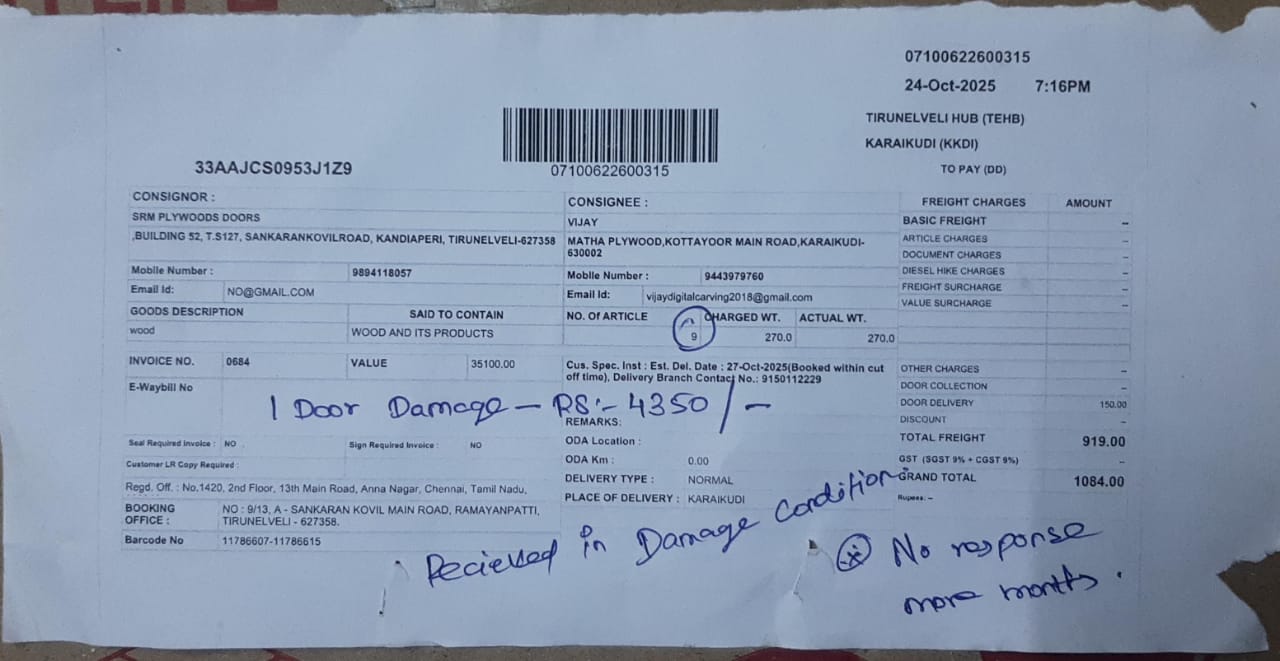 07100622600315
24-Oct-2025 7:16PM
TIRUNELVELI HUB (TEHB)
KARAIKUDI (KKDI)
TO PAY (DD)
33AAJCS0953J1Z9
07100622600315
CONSIGNOR :
SRM PLYWOODS DOORS
,BUILDING 52, T.S127, SANKARANKOVILROAD, KANDIAPERI, TIRUNELVELI-627358
Mobile Number : 9894118057
Email Id: NO@GMAIL.COM
GOODS DESCRIPTION SAID TO CONTAIN
wood WOOD AND ITS PRODUCTS
INVOICE NO. 0684 VALUE 35100.00
E-Waybill No
CONSIGNEE :
VIJAY
MATHA PLYWOOD,KOTTAYOOR MAIN ROAD,KARAIKUDI-
630002
Mobile Number : 9443979760
Email Id: vijaydigitalcarving2018@gmail.com
NO. Of ARTICLE CHARGED WT. ACTUAL WT.
9 270.0 270.0
Cus. Spec. Inst : Est. Del. Date : 27-Oct-2025(Booked within cut
off time), Delivery Branch Contact No.: 9150112229
FREIGHT CHARGES AMOUNT
BASIC FREIGHT --
ARTICLE CHARGES --
DOCUMENT CHARGES --
DIESEL HIKE CHARGES --
FREIGHT SURCHARGE --
VALUE SURCHARGE --
OTHER CHARGES --
DOOR COLLECTION --
DOOR DELIVERY 150.00
DISCOUNT --
TOTAL FREIGHT 919.00
GST (SGST 9% + CGST 9%) --
GRAND TOTAL 1084.00
Rupees: --
1 Door Damage - RS:- 4350/-
REMARKS:
Seal Required Invoice : NO Sign Required Invoice : NO
Customer LR Copy Required :
Regd. Off. : No.1420, 2nd Floor, 13th Main Road, Anna Nagar, Chennai, Tamil Nadu,
BOOKING OFFICE : NO : 9/13, A - SANKARAN KOVIL MAIN ROAD, RAMAYANPATTI,
TIRUNELVELI - 627358.
Barcode No 11786607-11786615
ODA Location :
ODA Km : 0.00
DELIVERY TYPE : NORMAL
PLACE OF DELIVERY : KARAIKUDI
Recieved in Damage condition.
No response
more months.